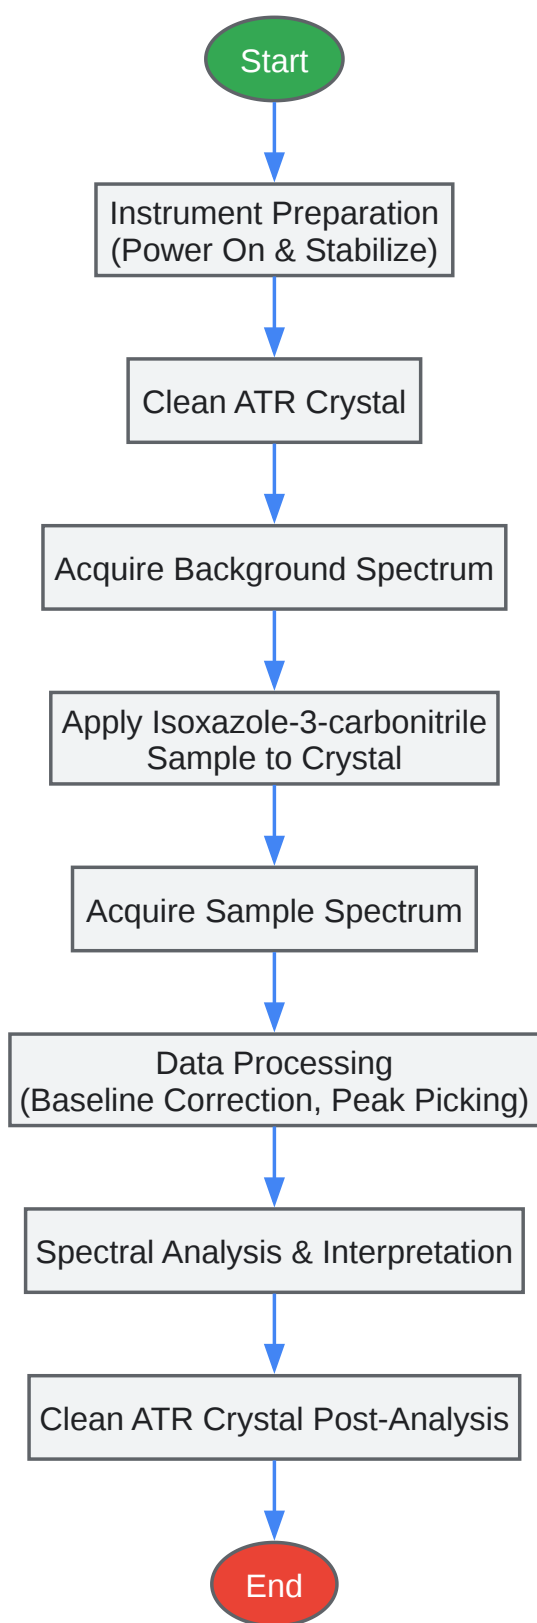 Start
Instrument Preparation
(Power On & Stabilize)
Clean ATR Crystal
Acquire Background Spectrum
Apply Isoxazole-3-carbonitrile
Sample to Crystal
Acquire Sample Spectrum
Data Processing
(Baseline Correction, Peak Picking)
Spectral Analysis & Interpretation
Clean ATR Crystal Post-Analysis
End